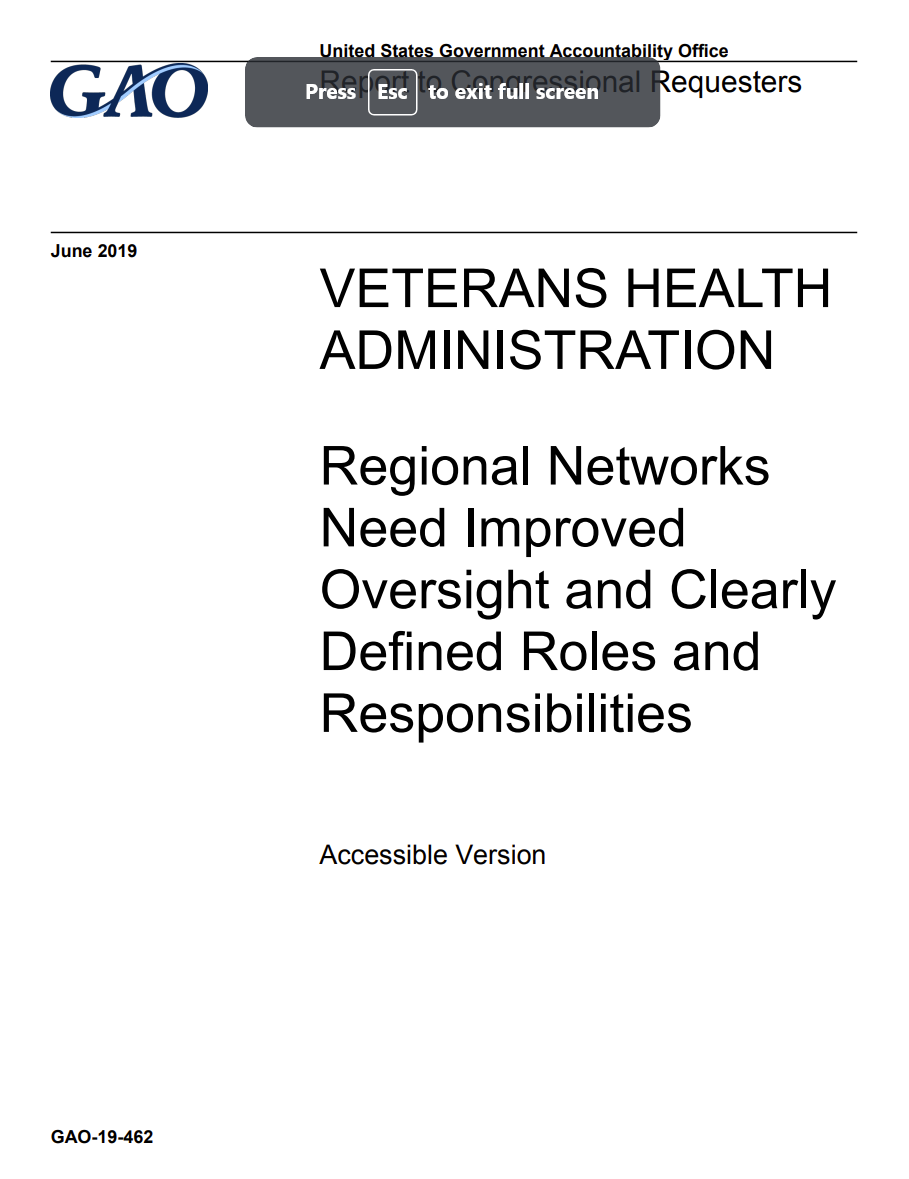 United States Government Accountability Office
GAO
Report to Congressional Requesters
Press Esc to exit full screen
June 2019
VETERANS HEALTH
ADMINISTRATION
Regional Networks
Need Improved
Oversight and Clearly
Defined Roles and
Responsibilities
Accessible Version
GAO-19-462